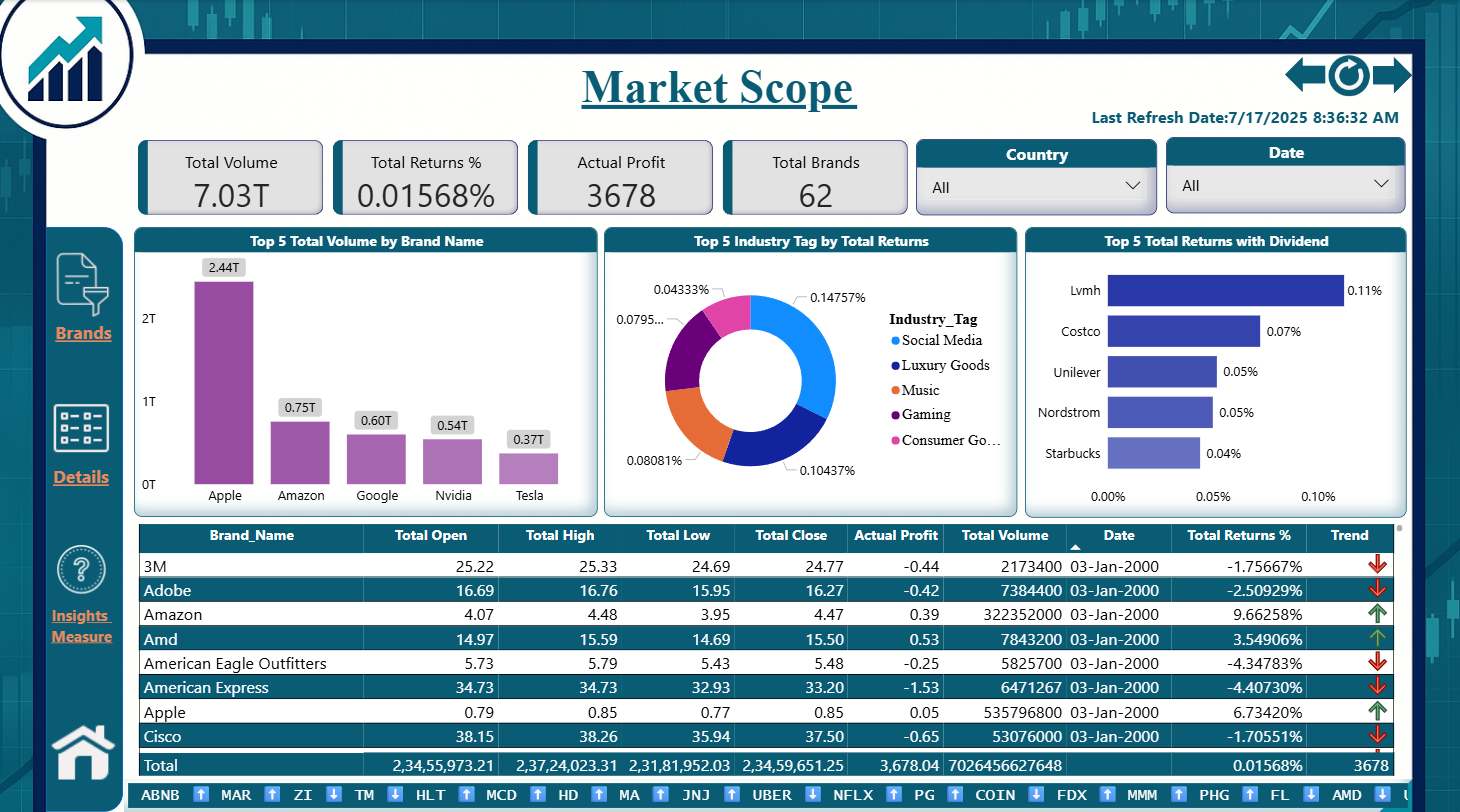 Market Scope
Last Refresh Date:7/17/2025 8:36:32 AM
Total Volume
7.03T
Total Returns %
0.01568%
Actual Profit
3678
Total Brands
62
Country
All
Date
All
Brands
Details
Insights
Measure
Top 5 Total Volume by Brand Name
2T
1T
0T
2.44T
0.75T
0.60T
0.54T
0.37T
Apple Amazon Google Nvidia Tesla
Top 5 Industry Tag by Total Returns
0.04333%
0.14757%
0.0795...
0.08081%
0.10437%
Industry_Tag
Social Media
Luxury Goods
Music
Gaming
Consumer Go...
Top 5 Total Returns with Dividend
Lvmh 0.11%
Costco 0.07%
Unilever 0.05%
Nordstrom 0.05%
Starbucks 0.04%
0.00% 0.05% 0.10%
Brand_Name Total Open Total High Total Low Total Close Actual Profit Total Volume Date Total Returns % Trend
3M 25.22 25.33 24.69 24.77 -0.44 2173400 03-Jan-2000 -1.75667%
Adobe 16.69 16.76 15.95 16.27 -0.42 7384400 03-Jan-2000 -2.50929%
Amazon 4.07 4.48 3.95 4.47 0.39 322352000 03-Jan-2000 9.66258%
Amd 14.97 15.59 14.69 15.50 0.53 7843200 03-Jan-2000 3.54906%
American Eagle Outfitters 5.73 5.79 5.43 5.48 -0.25 5825700 03-Jan-2000 -4.34783%
American Express 34.73 34.73 32.93 33.20 -1.53 6471267 03-Jan-2000 -4.40730%
Apple 0.79 0.85 0.77 0.85 0.05 535796800 03-Jan-2000 6.73420%
Cisco 38.15 38.26 35.94 37.50 -0.65 53076000 03-Jan-2000 -1.70551%
Total 2,34,55,973.21 2,37,24,023.31 2,31,81,952.03 2,34,59,651.25 3,678.04 7026456627648 0.01568% 3678
ABNB ⬆ MAR ⬆ ZI ⬇ TM ⬇ HLT ⬆ MCD ⬆ HD ⬆ MA ⬆ JNJ ⬆ UBER ⬇ NFLX ⬆ PG ⬆ COIN ⬇ FDX ⬆ MMM ⬆ PHG ⬆ FL ⬇ AMD ⬇